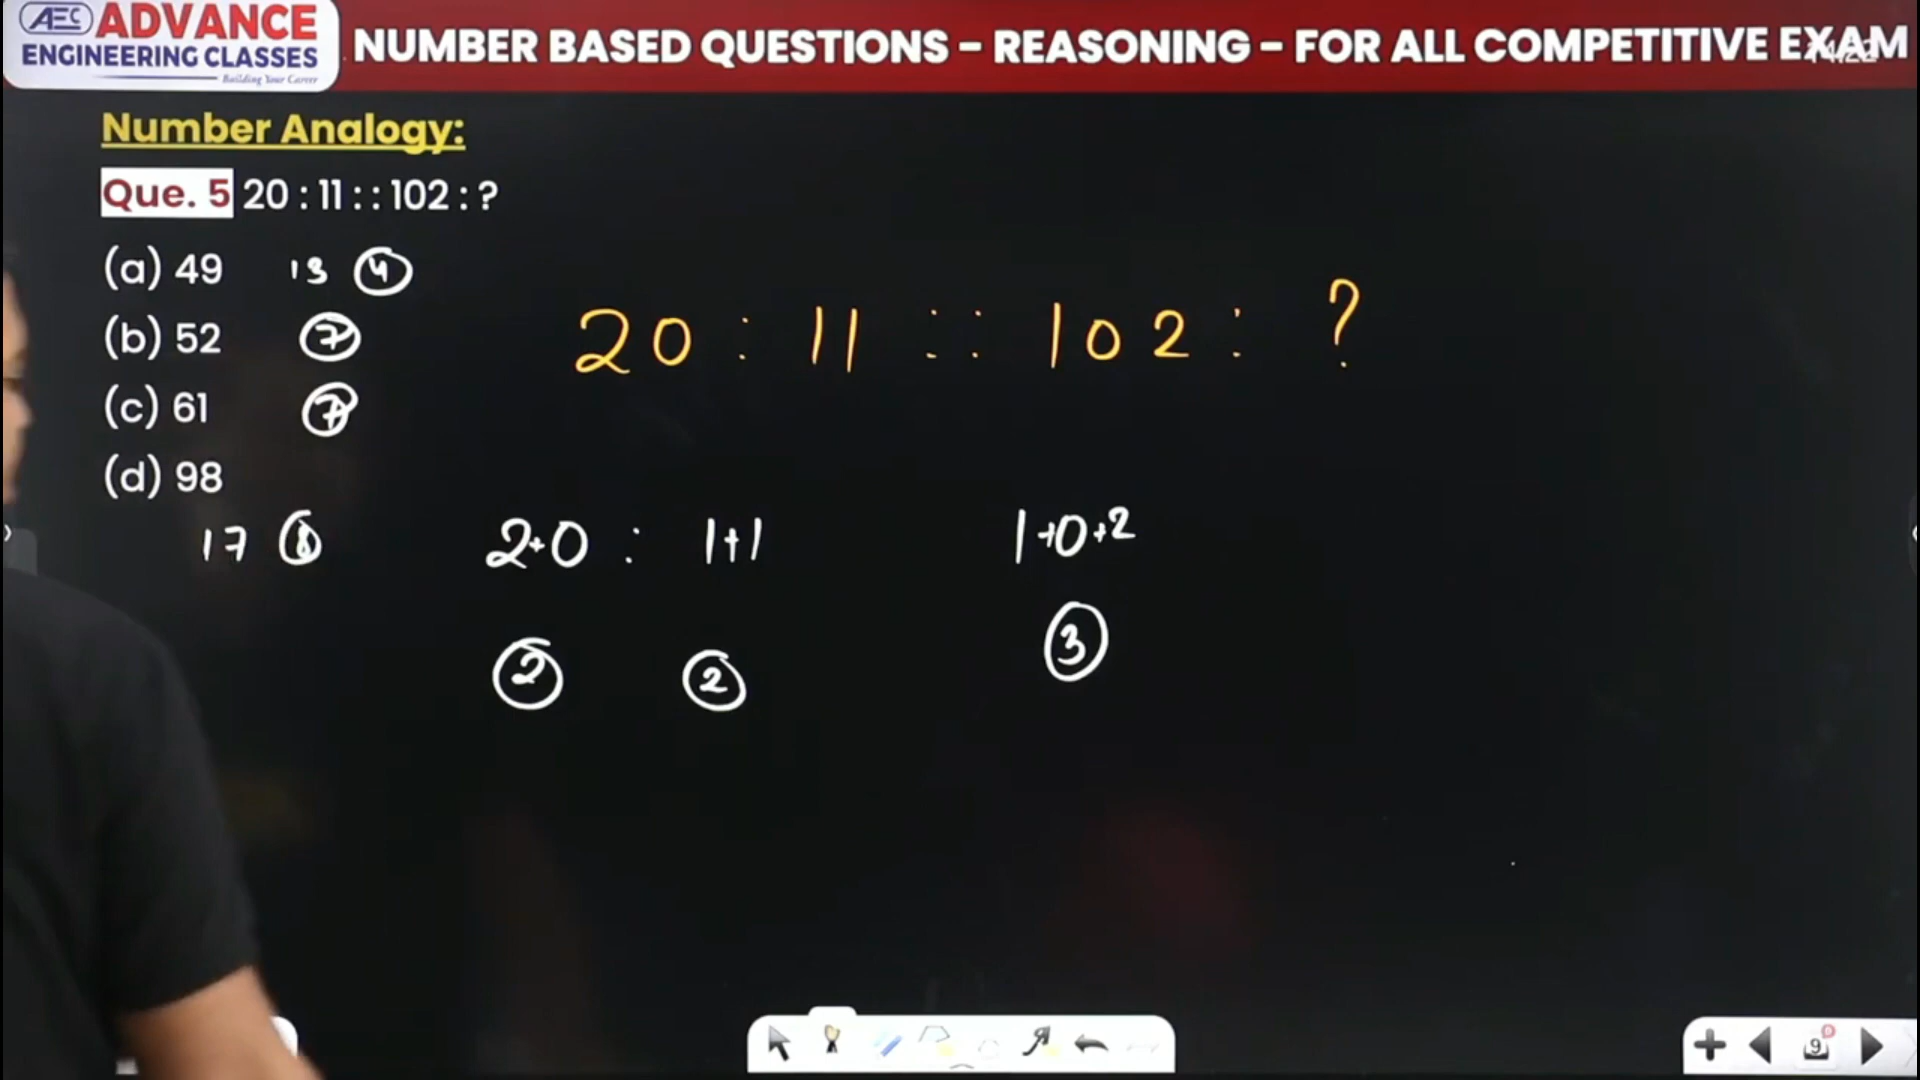 AEC ADVANCE
ENGINEERING CLASSES
Building Your Career
NUMBER BASED QUESTIONS – REASONING – FOR ALL COMPETITIVE EXAM
Number Analogy:
Que. 5 20 : 11 : : 102 : ?
(a) 49 13 4
(b) 52 7
(c) 61 7
(d) 98
17 8
20 : 11 :: 102 : ?
2+0 : 1+1 1+0+2
2 2 3
9